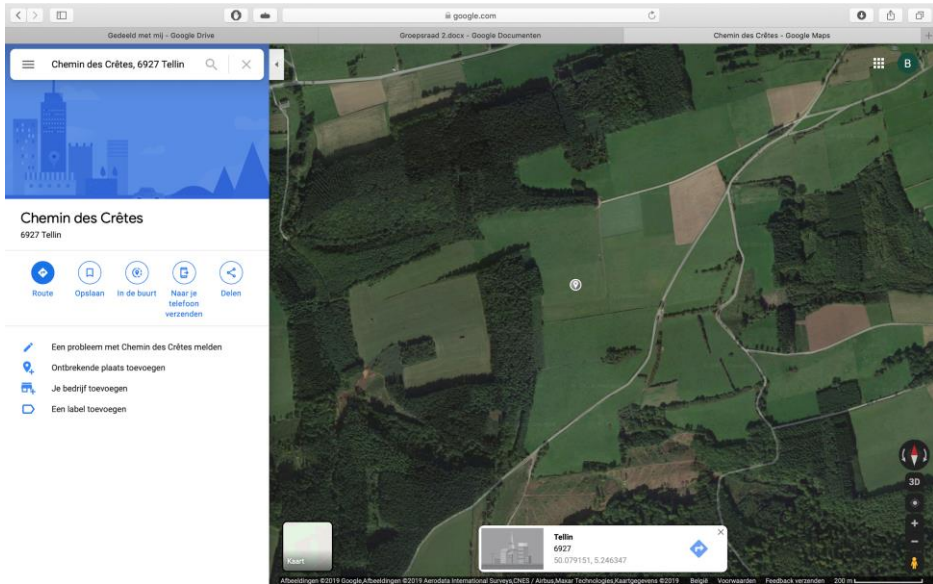 google.com
Gedeeld met mij - Google Drive
Groepsraad 2.docx - Google Documenten
Chemin des Crêtes - Google Maps
Chemin des Crêtes, 6927 Tellin
B
Chemin des Crêtes
6927 Tellin
Route
Opslaan
In de buurt
Naar je
telefoon
verzenden
Delen
Een probleem met Chemin des Crêtes melden
Ontbrekende plaats toevoegen
Je bedrijf toevoegen
Een label toevoegen
3D
Kaart
Tellin
6927
50.079151, 5.246347
Afbeeldingen ©2019 Google,Afbeeldingen ©2019 Aerodata International Surveys,CNES / Airbus,Maxar Technologies,Kaartgegevens ©2019 België Voorwaarden Feedback verzenden 200 m